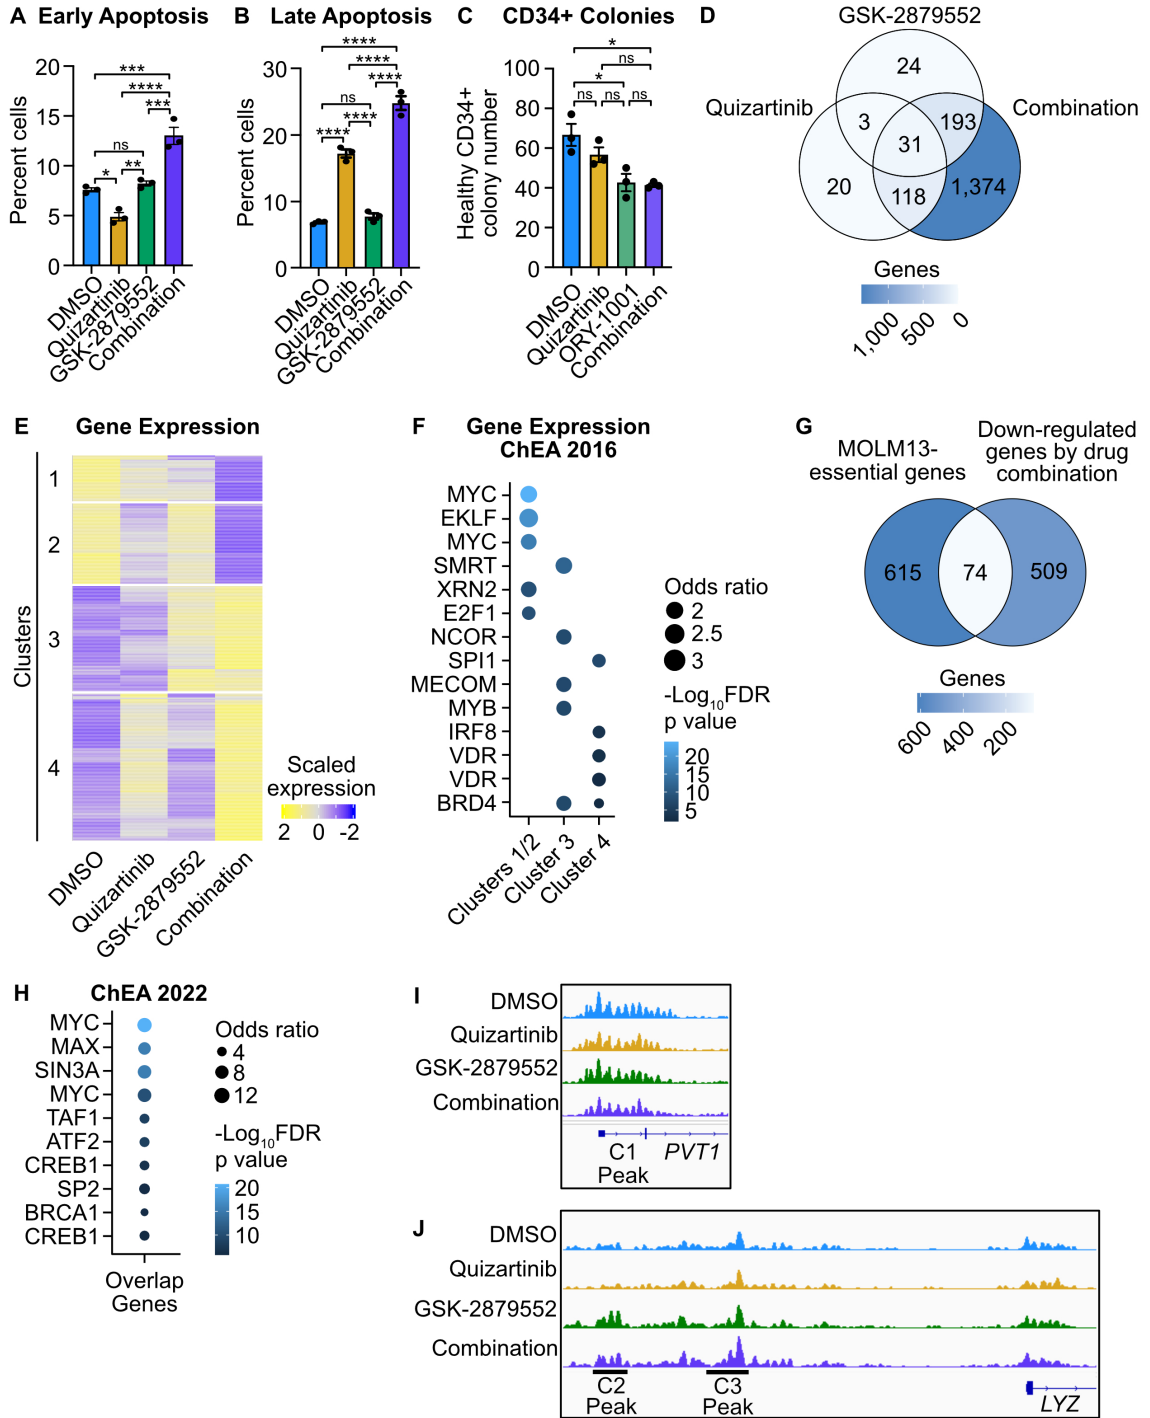 A Early Apoptosis
Percent cells
20
15
10
5
0
***
****
***
ns
*
**
DMSO
Quizartinib
GSK-2879552
Combination
B Late Apoptosis
Percent cells
30
20
10
0
****
****
****
ns
****
****
DMSO
Quizartinib
GSK-2879552
Combination
C CD34+ Colonies
Healthy CD34+
colony number
100
80
60
40
20
0
*
ns
*
ns ns ns
DMSO
Quizartinib
ORY-1001
Combination
D
GSK-2879552
Quizartinib
Combination
24
3
193
31
20
118
1,374
Genes
1,000
500
0
E Gene Expression
Clusters
1
2
3
4
DMSO
Quizartinib
GSK-2879552
Combination
Scaled
expression
2 0 -2
F Gene Expression
ChEA 2016
MYC
EKLF
MYC
SMRT
XRN2
E2F1
NCOR
SPI1
MECOM
MYB
IRF8
VDR
VDR
BRD4
Clusters 1/2
Cluster 3
Cluster 4
Odds ratio
2
2.5
3
-Log10FDR
p value
20
15
10
5
G
MOLM13-
essential genes
Down-regulated
genes by drug
combination
615
74
509
Genes
600
400
200
H ChEA 2022
MYC
MAX
SIN3A
MYC
TAF1
ATF2
CREB1
SP2
BRCA1
CREB1
Overlap
Genes
Odds ratio
4
8
12
-Log10FDR
p value
20
15
10
I
DMSO
Quizartinib
GSK-2879552
Combination
C1
Peak
PVT1
J
DMSO
Quizartinib
GSK-2879552
Combination
C2
Peak
C3
Peak
LYZ